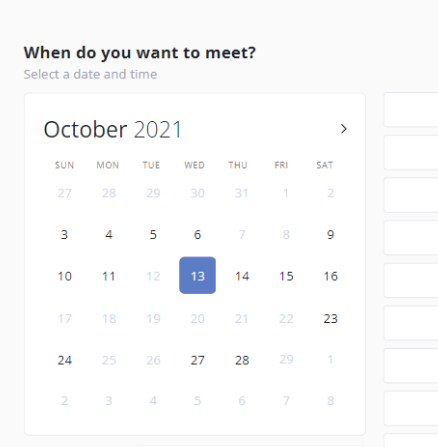 When do you want to meet?
Select a date and time
October 2021
SUN MON TUE WED THU FRI SAT
27 28 29 30 31 1 2
3 4 5 6 7 8 9
10 11 12 13 14 15 16
17 18 19 20 21 22 23
24 25 26 27 28 29 1
2 3 4 5 6 7 8